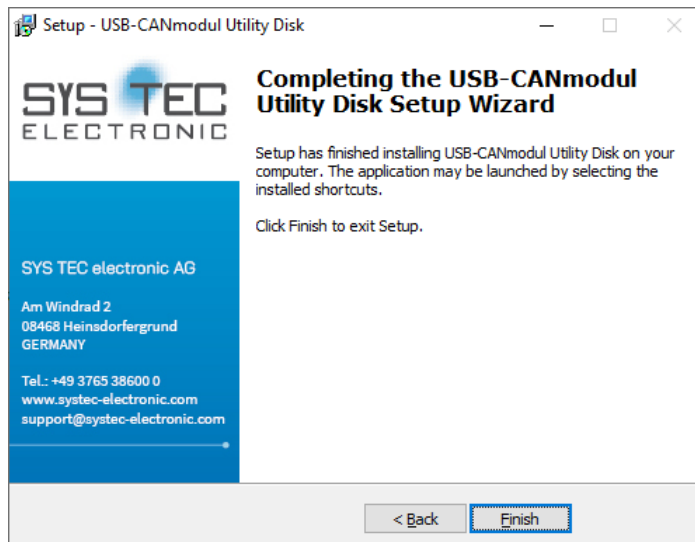 Setup - USB-CANmodul Utility Disk
SYS TEC
ELECTRONIC
Completing the USB-CANmodul
Utility Disk Setup Wizard
Setup has finished installing USB-CANmodul Utility Disk on your
computer. The application may be launched by selecting the
installed shortcuts.
Click Finish to exit Setup.
SYS TEC electronic AG
Am Windrad 2
08468 Heinsdorfergrund
GERMANY
Tel.: +49 3765 38600 0
www.systec-electronic.com
support@systec-electronic.com
< Back
Finish